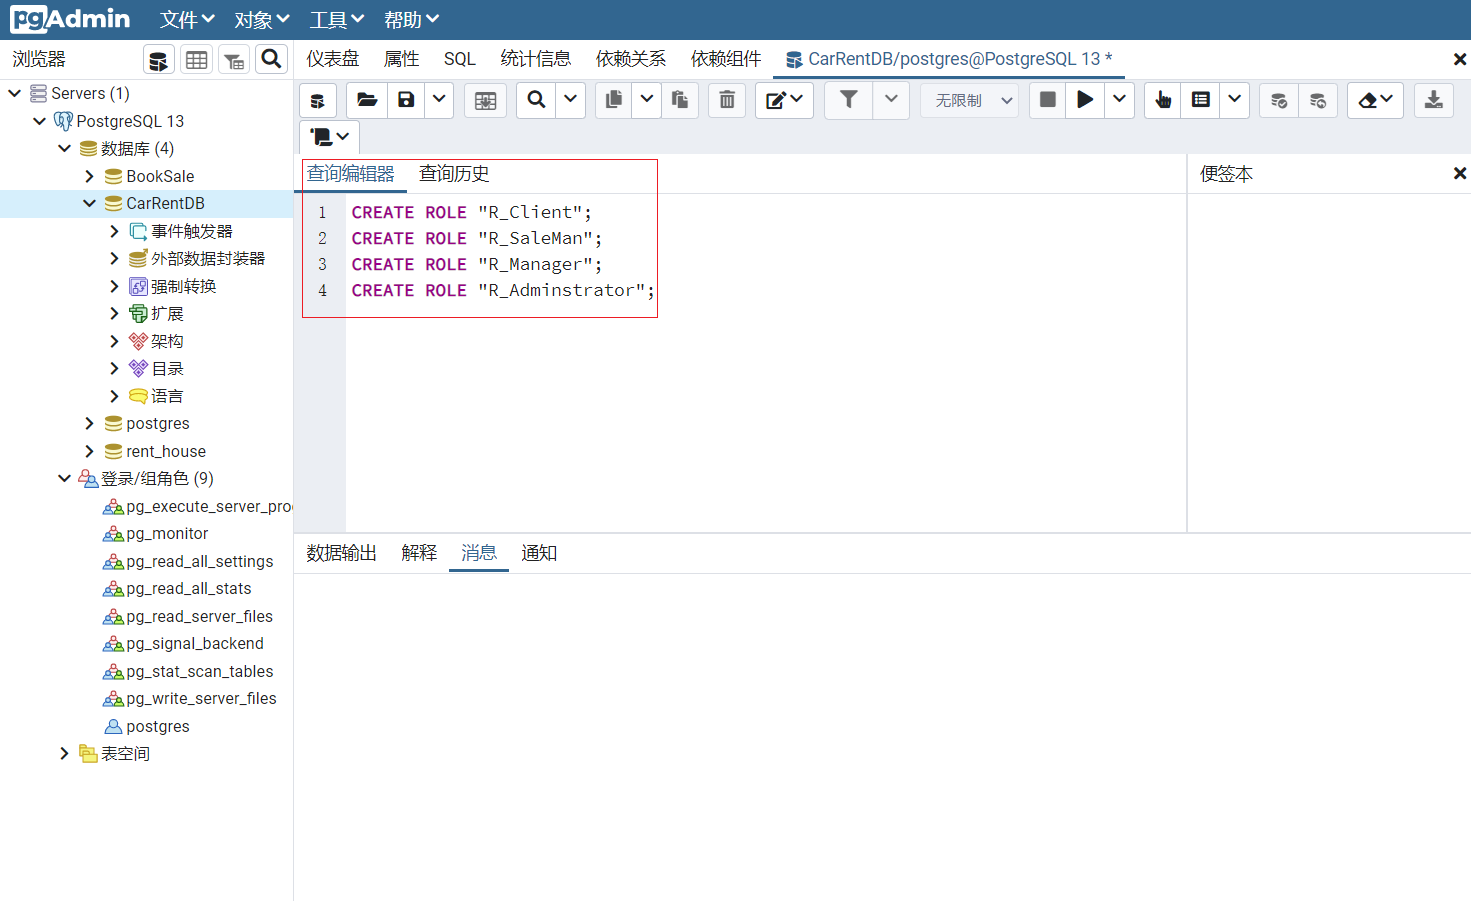 pgAdmin 文件 对象 工具 帮助
浏览器
仪表盘 属性 SQL 统计信息 依赖关系 依赖组件 CarRentDB/postgres@PostgreSQL 13 *
无限制
Servers (1)
PostgreSQL 13
数据库 (4)
BookSale
CarRentDB
事件触发器
外部数据封装器
强制转换
扩展
架构
目录
语言
postgres
rent_house
登录/组角色 (9)
pg_execute_server_pro
pg_monitor
pg_read_all_settings
pg_read_all_stats
pg_read_server_files
pg_signal_backend
pg_stat_scan_tables
pg_write_server_files
postgres
表空间
查询编辑器 查询历史
便签本
1 CREATE ROLE "R_Client";
2 CREATE ROLE "R_SaleMan";
3 CREATE ROLE "R_Manager";
4 CREATE ROLE "R_Adminstrator";
数据输出 解释 消息 通知